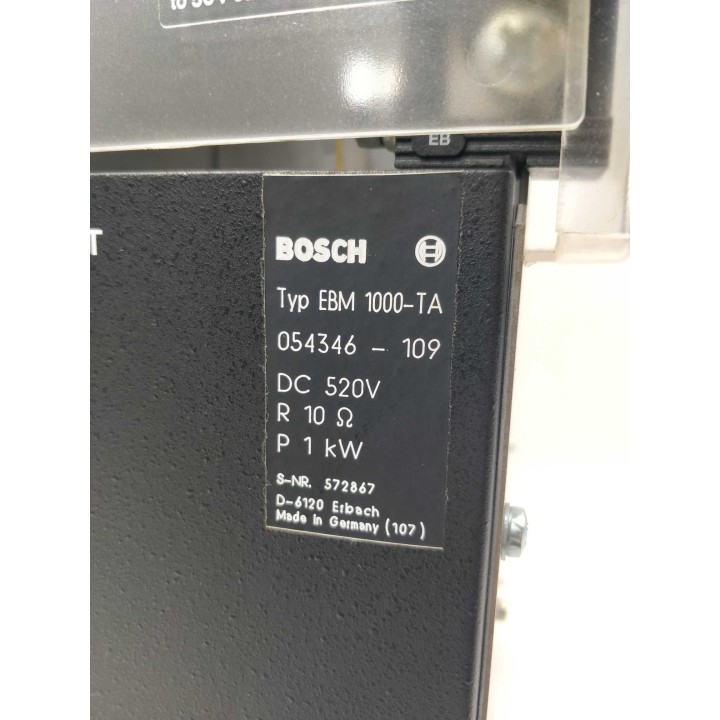 EB
T
BOSCH
Typ EBM 1000-TA
054346 - 109
DC 520V
R 10 Ω
P 1 kW
S-NR. 572867
D-6120 Erbach
Made in Germany (107)